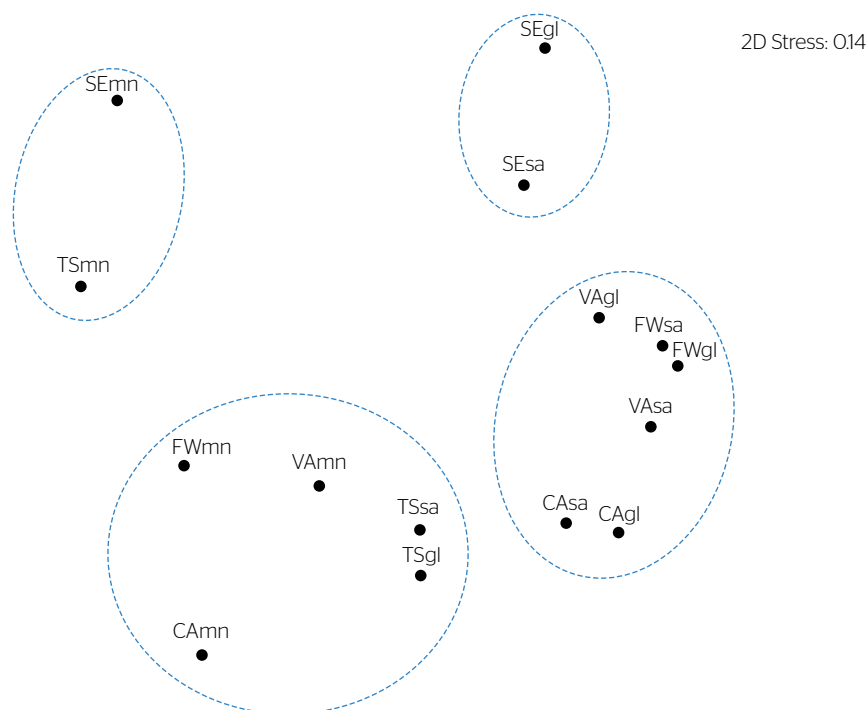 SEgl
2D Stress: 0.14
SEmn
SEsa
TSmn
VAgl
FWsa
FWgl
VAsa
FWmn
VAmn
TSsa
CAsa
CAgl
TSgl
CAmn